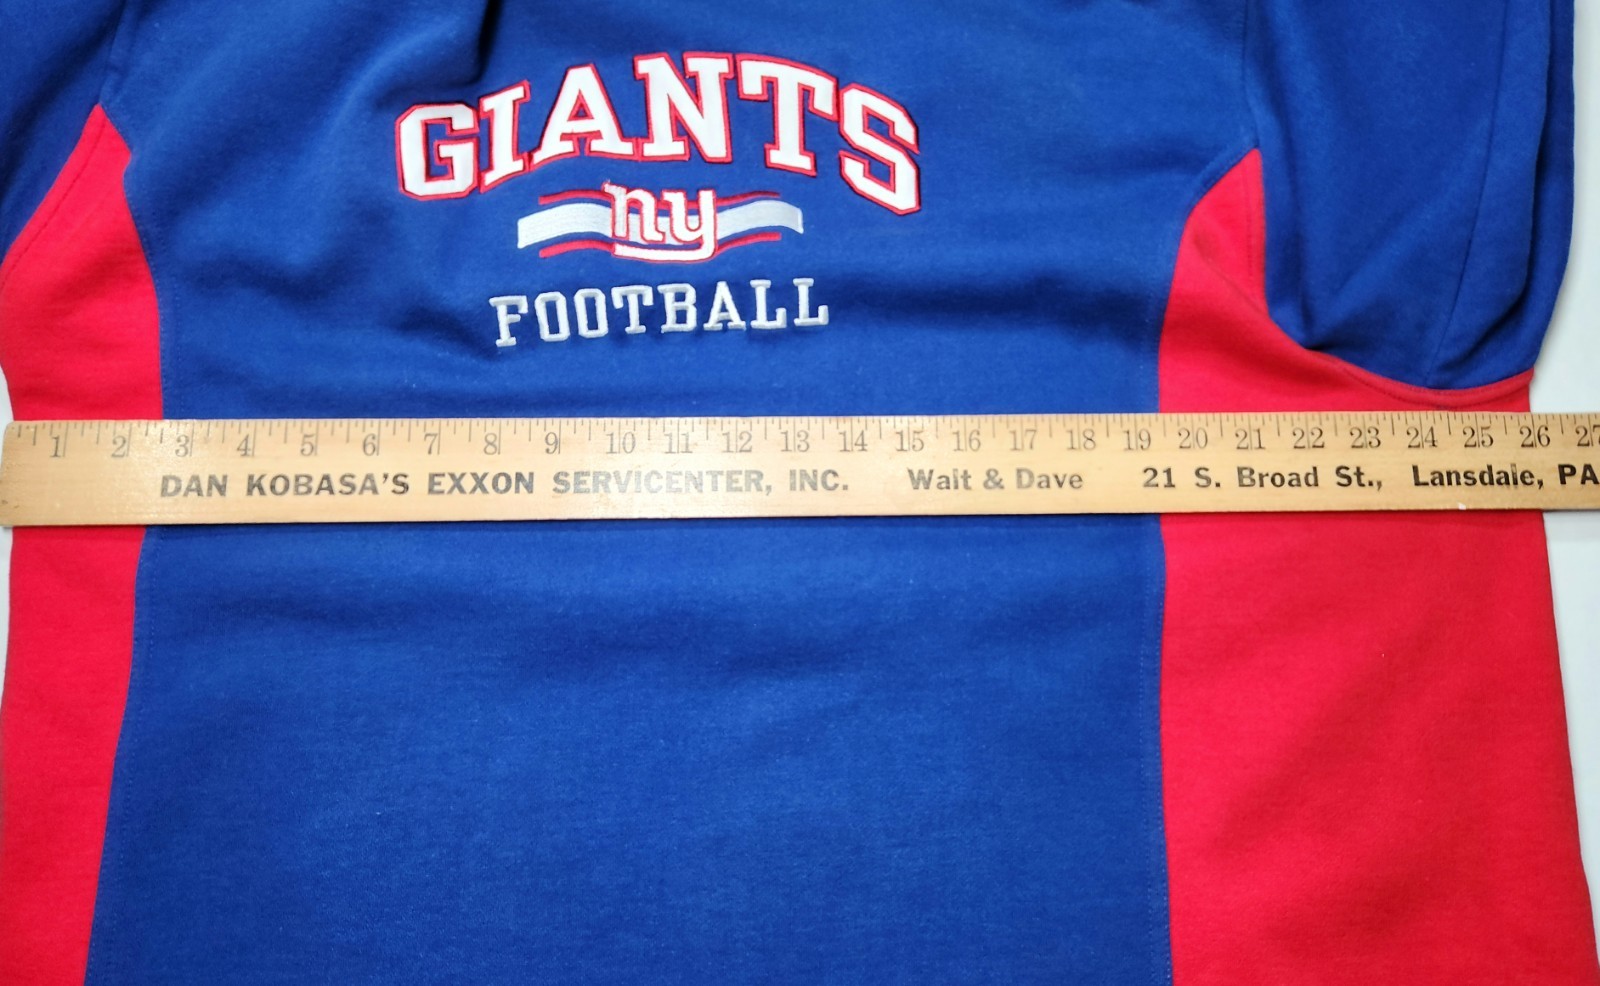 GIANTS
ny
FOOTBALL
1 2 3 4 5 6 7 8 9 10 11 12 13 14 15 16 17 18 19 20 21 22 23 24 25 26 27
DAN KOBASA'S EXXON SERVICENTER, INC. Walt & Dave 21 S. Broad St., Lansdale, PA